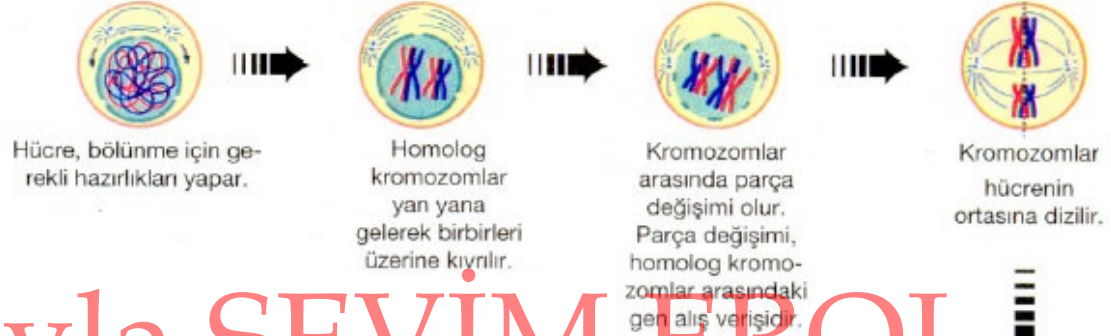 Hücre, bölünme için ge-
rekli hazırlıkları yapar.
Homolog
kromozomlar
yan yana
gelerek birbirleri
üzerine kıvrılır.
Kromozomlar
arasında parça
değişimi olur.
Parça değişimi,
homolog kromo-
zomlar arasındaki
gen alış verişidir.
Kromozomlar
hücrenin
ortasına dizilir.
SEVİM EROL